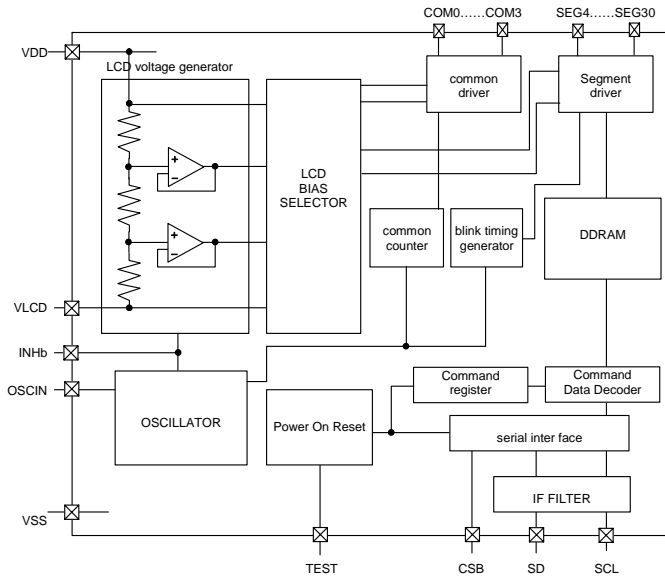 COM0……COM3
SEG4……SEG30
VDD
LCD voltage generator
common
driver
Segment
driver
LCD
BIAS
SELECTOR
common
counter
blink timing
generator
DDRAM
VLCD
INHb
OSCIN
OSCILLATOR
Power On Reset
Command
register
Command
Data Decoder
serial inter face
IF FILTER
VSS
TEST
CSB
SD
SCL